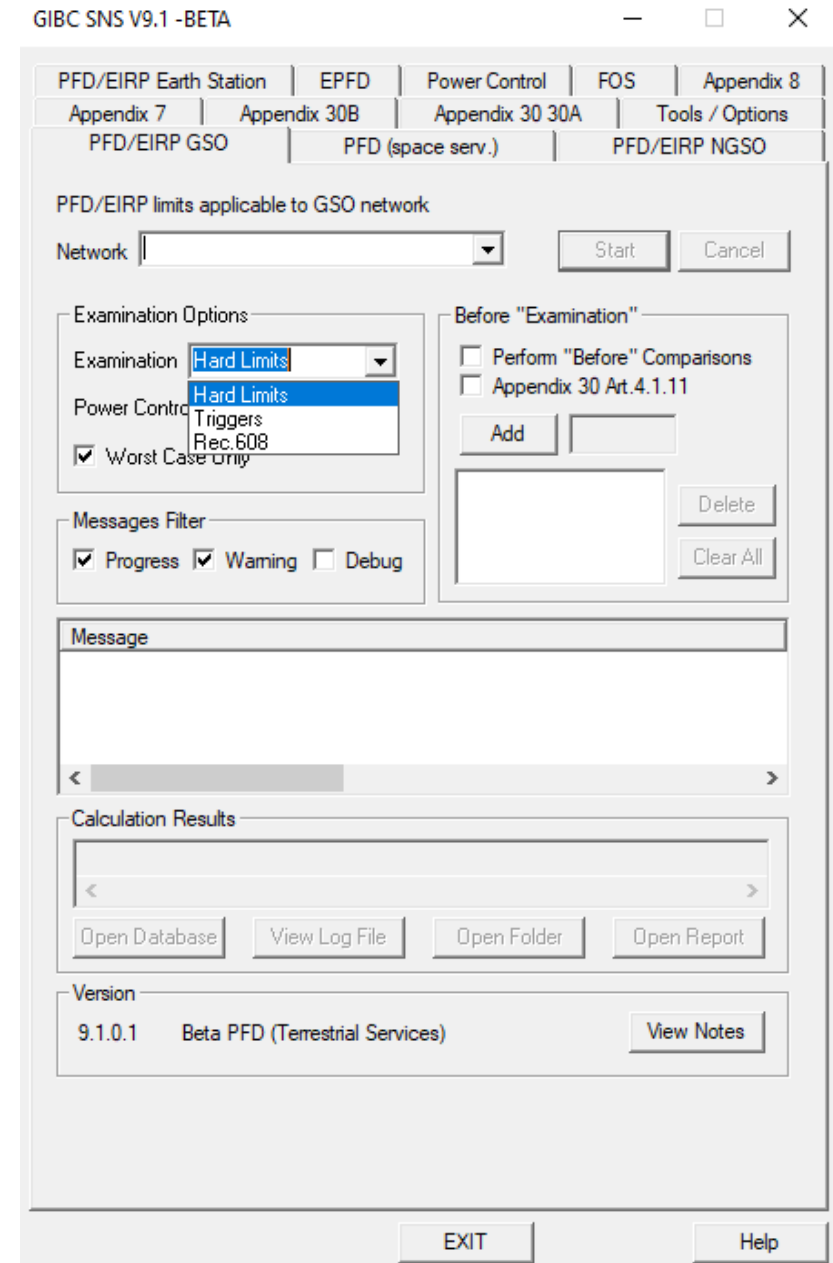 GIBC SNS V9.1 -BETA
PFD/EIRP Earth Station EPFD Power Control FOS Appendix 8
Appendix 7 Appendix 30B Appendix 30 30A Tools / Options
PFD/EIRP GSO PFD (space serv.) PFD/EIRP NGSO
PFD/EIRP limits applicable to GSO network
Network Start Cancel
Examination Options
Examination Hard Limits
Hard Limits
Power Contro
Triggers
Rec.608
Worst Case Only
Before "Examination"
Perform "Before" Comparisons
Appendix 30 Art.4.1.11
Add
Delete
Clear All
Messages Filter
Progress Warning Debug
Message
Calculation Results
Open Database View Log File Open Folder Open Report
Version
9.1.0.1 Beta PFD (Terrestrial Services) View Notes
EXIT Help